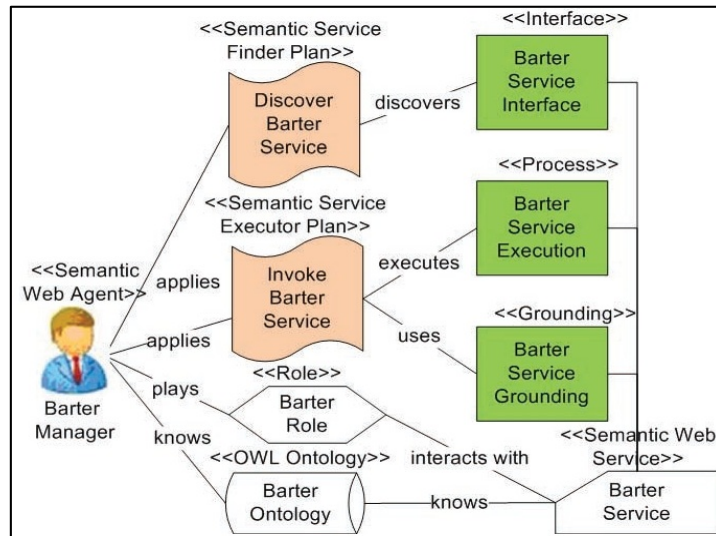 <<Semantic Service
Finder Plan>>
Discover
Barter
Service
discovers
<<Interface>>
Barter
Service
Interface
<<Semantic Service
Executor Plan>>
Invoke
Barter
Service
executes
uses
<<Process>>
Barter
Service
Execution
<<Grounding>>
Barter
Service
Grounding
<<Semantic
Web Agent>>
Barter
Manager
applies
applies
plays
knows
<<Role>>
Barter
Role
interacts with
<<OWL Ontology>>
Barter
Ontology
knows
<<Semantic Web
Service>>
Barter
Service